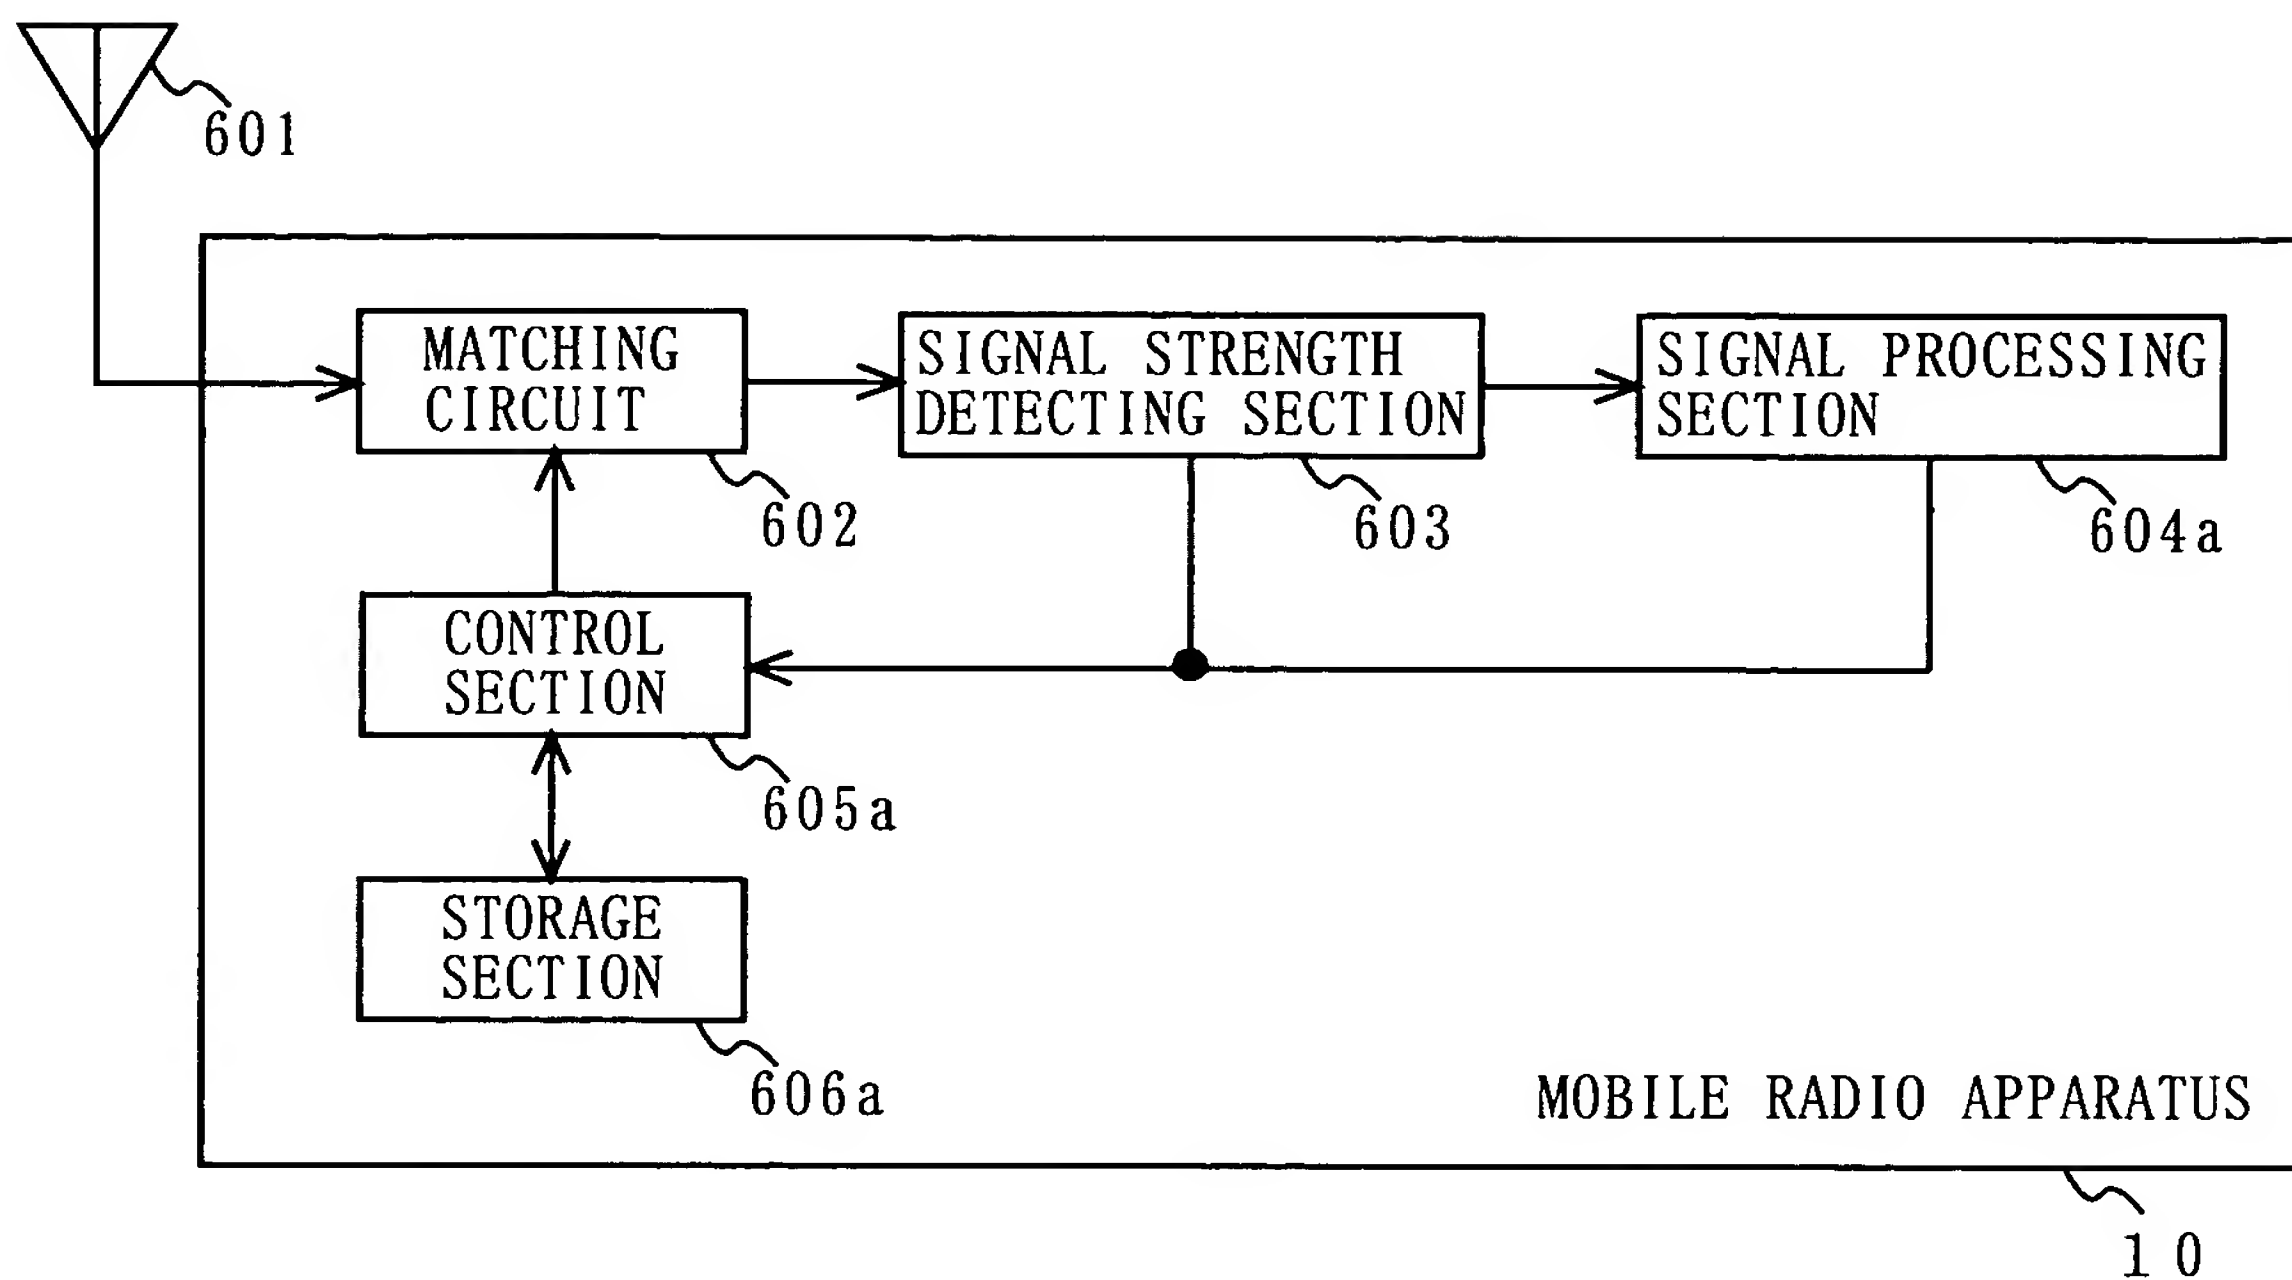 601
MATCHING
CIRCUIT
602
SIGNAL STRENGTH
DETECTING SECTION
603
SIGNAL PROCESSING
SECTION
604a
CONTROL
SECTION
605a
STORAGE
SECTION
606a
MOBILE RADIO APPARATUS
10